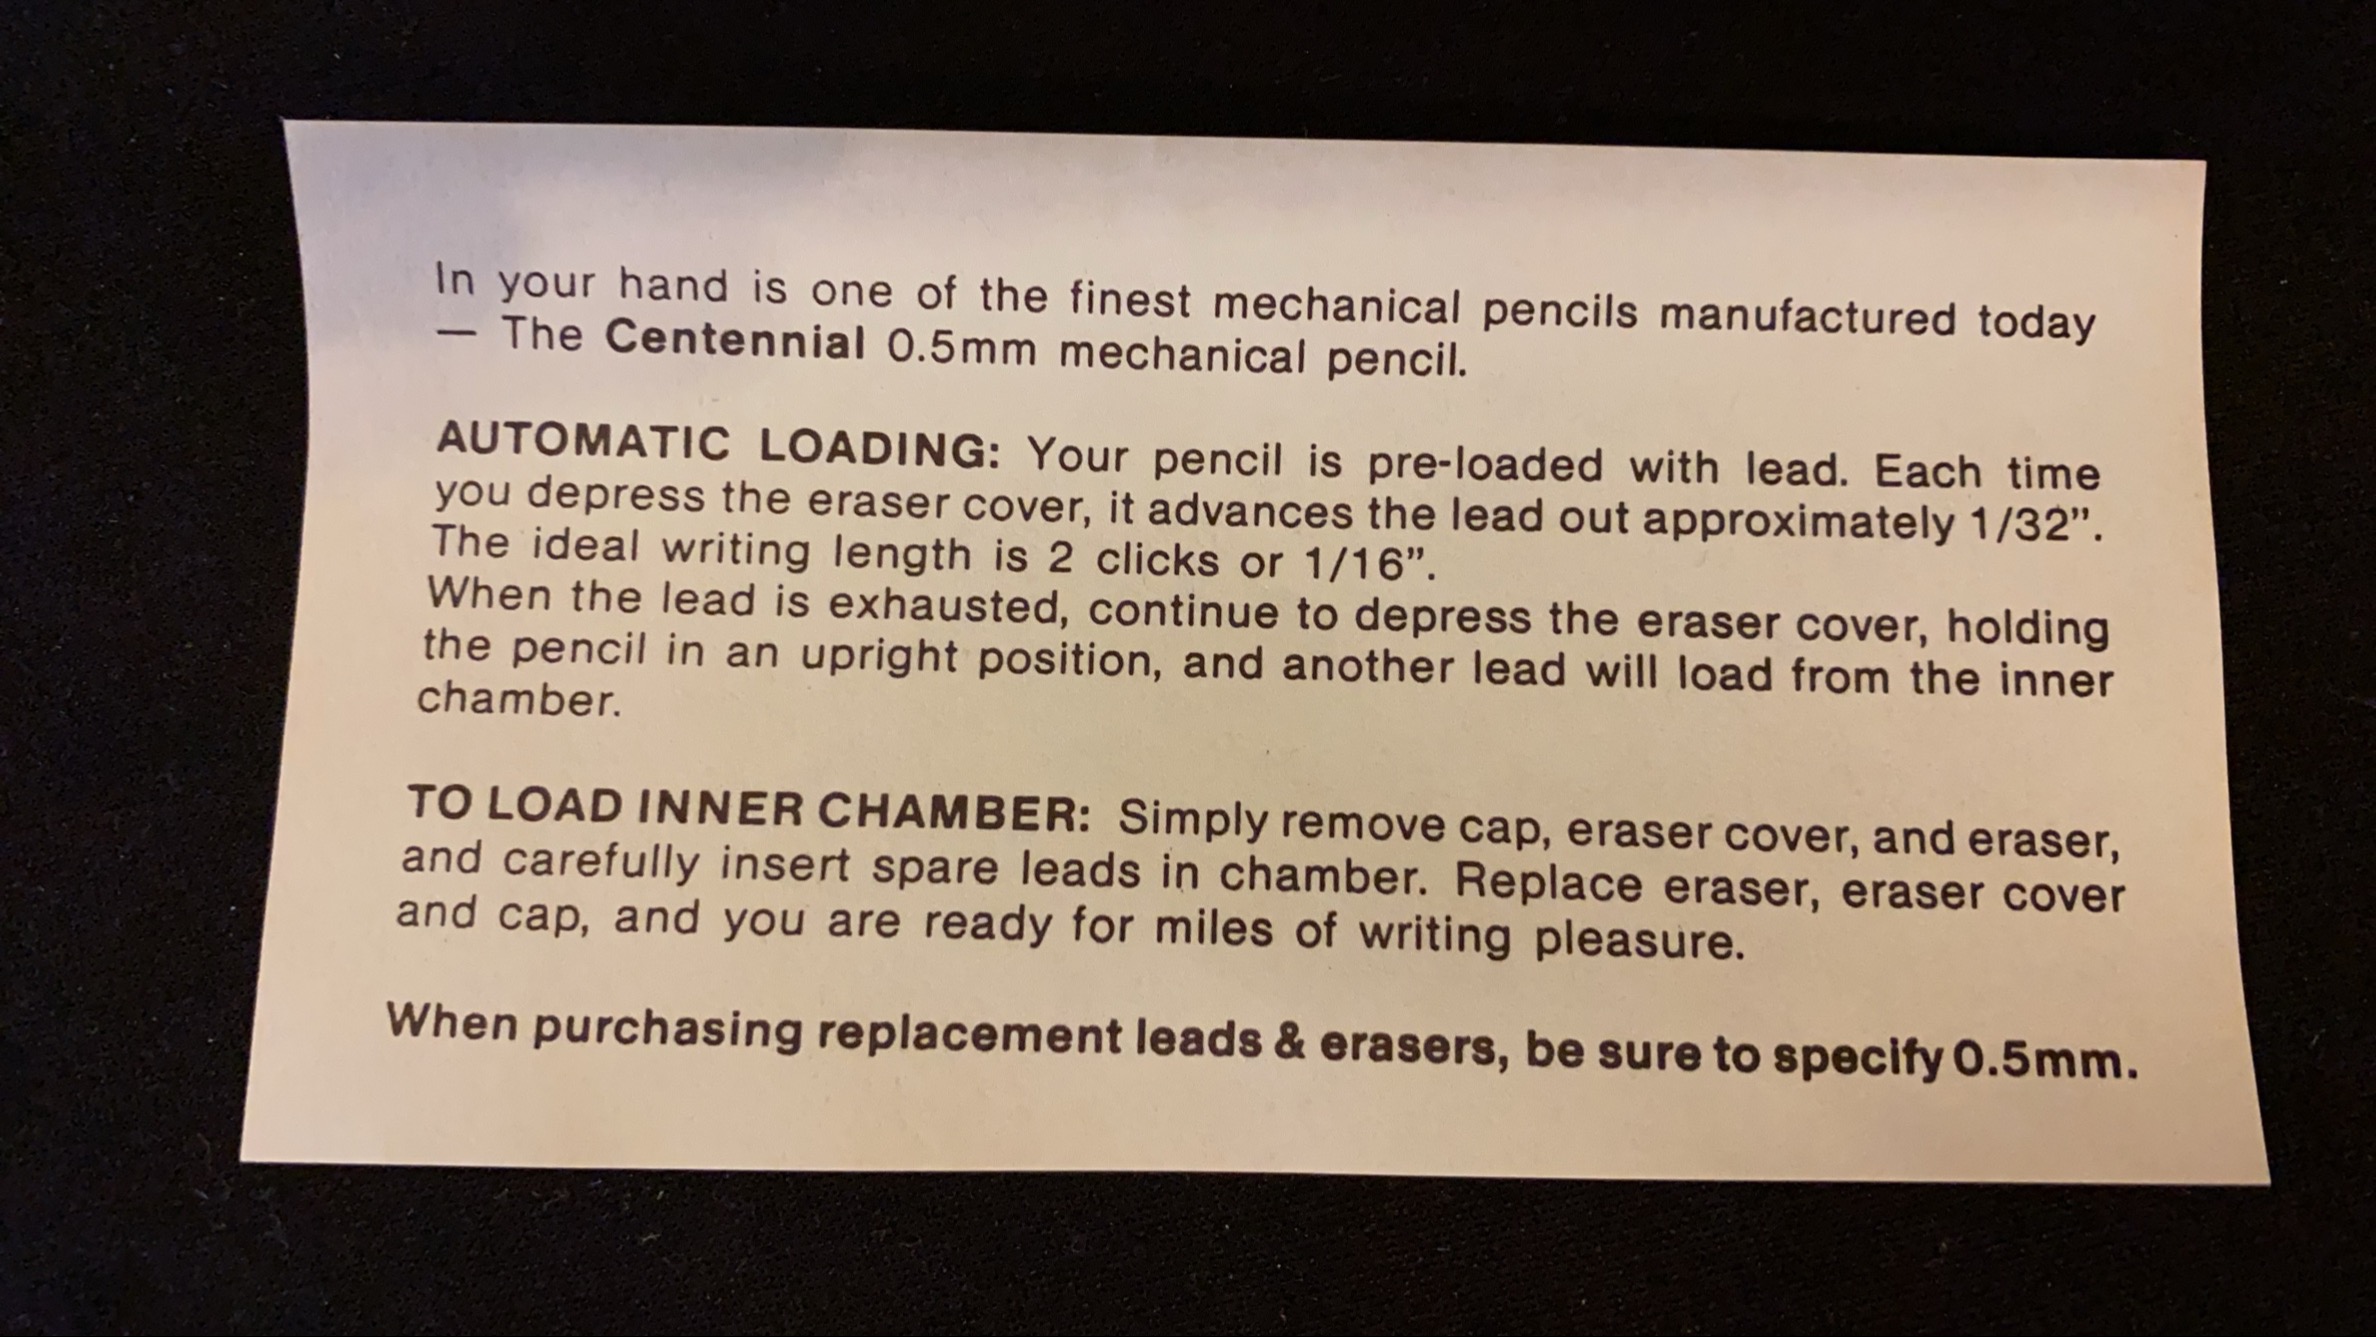 In your hand is one of the finest mechanical pencils manufactured today
— The Centennial 0.5mm mechanical pencil.
AUTOMATIC LOADING: Your pencil is pre-loaded with lead. Each time
you depress the eraser cover, it advances the lead out approximately 1/32”.
The ideal writing length is 2 clicks or 1/16”.
When the lead is exhausted, continue to depress the eraser cover, holding
the pencil in an upright position, and another lead will load from the inner
chamber.
TO LOAD INNER CHAMBER: Simply remove cap, eraser cover, and eraser,
and carefully insert spare leads in chamber. Replace eraser, eraser cover
and cap, and you are ready for miles of writing pleasure.
When purchasing replacement leads & erasers, be sure to specify 0.5mm.